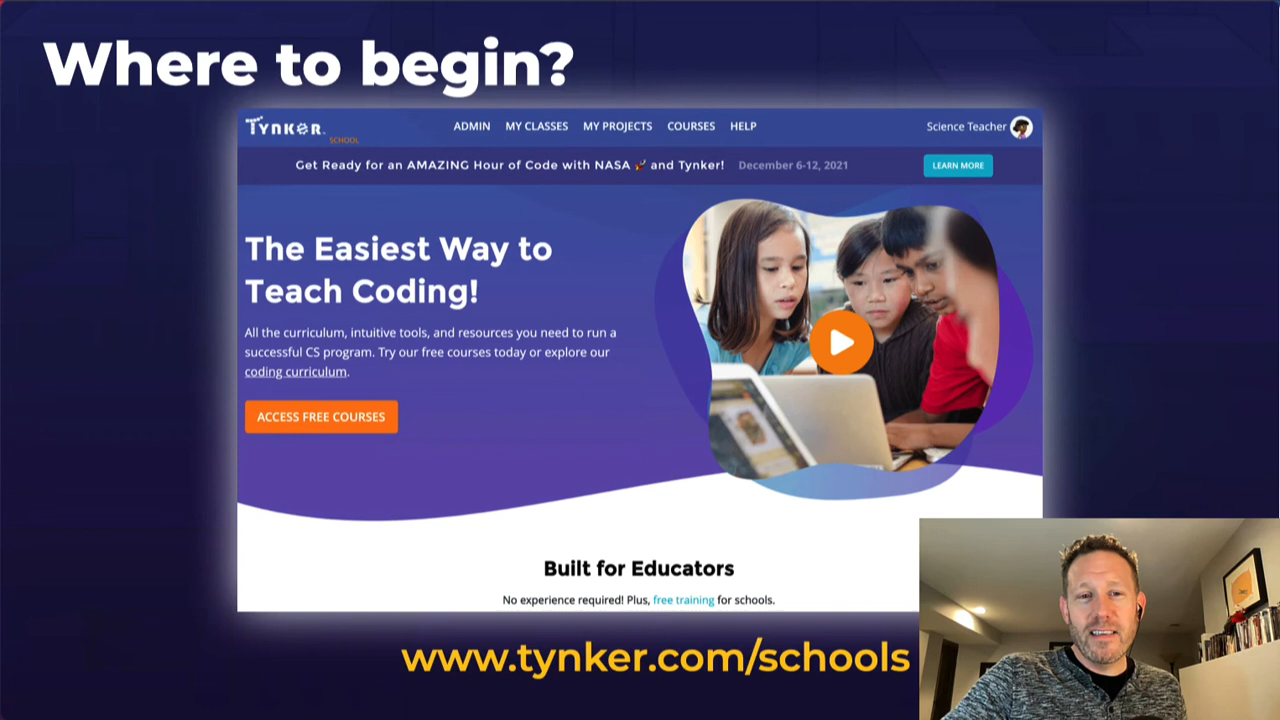 Where to begin?
TYNKER
SCHOOL
ADMIN MY CLASSES MY PROJECTS COURSES HELP
Science Teacher
Get Ready for an AMAZING Hour of Code with NASA 🚀 and Tynker! December 6-12, 2021
LEARN MORE
The Easiest Way to
Teach Coding!
All the curriculum, intuitive tools, and resources you need to run a
successful CS program. Try our free courses today or explore our
coding curriculum.
ACCESS FREE COURSES
Built for Educators
No experience required! Plus, free training for schools.
www.tynker.com/schools